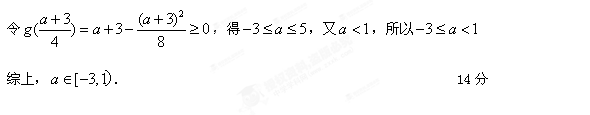 令 g((a+3)/4) = a+3-(a+3)²/8 ≥ 0，得 -3 ≤ a ≤ 5，又 a < 1，所以 -3 ≤ a < 1
综上，a ∈ [-3,1)． 14 分